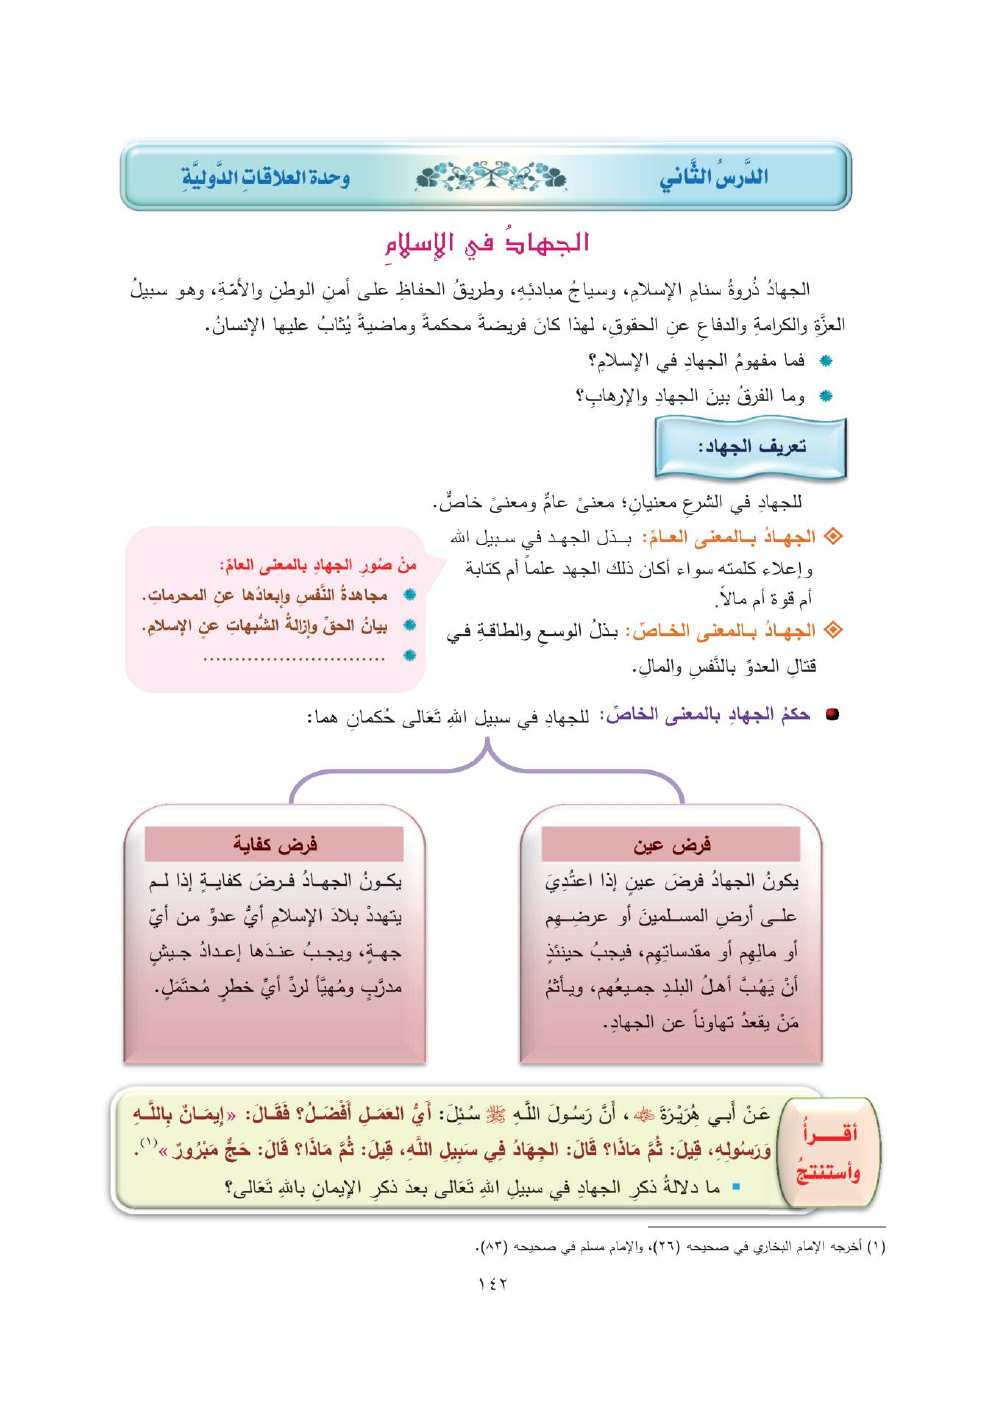 الدَّرسُ الثَّاني
وحدة العلاقاتِ الدَّوليَّةِ
الجهادُ في الإسلامِ
الجهادُ ذُروةُ سنامِ الإسلامِ، وسياجُ مبادئِهِ، وطريقُ الحفاظِ على أمنِ الوطنِ والأمّةِ، وهو سبيلُ
العزَّةِ والكرامةِ والدفاعِ عنِ الحقوقِ، لهذا كانَ فريضةً محكمةً وماضيةً يُثابُ عليها الإنسانُ.
فما مفهومُ الجهادِ في الإسلامِ؟
وما الفرقُ بينَ الجهادِ والإرهابِ؟
تعريف الجهاد:
للجهادِ في الشرعِ معنيانِ؛ معنىً عامٌّ ومعنىً خاصٌّ.
الجهادُ بالمعنى العامّ: بذل الجهد في سبيل الله
وإعلاء كلمته سواء أكان ذلك الجهد علماً أم كتابة
أم قوة أم مالاً.
الجهادُ بالمعنى الخاصّ: بذلُ الوسعِ والطاقةِ في
قتالِ العدوِّ بالنَّفسِ والمالِ.
منْ صُورِ الجهادِ بالمعنى العامّ:
مجاهدةُ النَّفسِ وإبعادُها عنِ المحرماتِ.
بيانُ الحقِّ وإزالةُ الشُّبهاتِ عنِ الإسلامِ.
.............................
حكمُ الجهادِ بالمعنى الخاصّ: للجهادِ في سبيل اللهِ تَعَالى حُكمانِ هما:
فرض عين
يكونُ الجهادُ فرضَ عينٍ إذا اعتُدِيَ
على أرضِ المسلمينَ أو عرضِهِم
أو مالِهِم أو مقدساتِهِم، فيجبُ حينئذٍ
أنْ يَهُبَّ أهلُ البلدِ جميعُهم، ويأثمُ
مَنْ يقعدُ تهاوناً عن الجهادِ.
فرض كفاية
يكونُ الجهادُ فرضَ كفايةٍ إذا لم
يتهددْ بلادَ الإسلامِ أيُّ عدوٍّ من أيّ
جهةٍ، ويجبُ عندَها إعدادُ جيشٍ
مدرَّبٍ ومُهيَّأً لردِّ أيِّ خطرٍ مُحتَمَلٍ.
أقـــرأُ
وأستنتجُ
عَنْ أَبي هُرَيْرَةَ ﵁، أَنَّ رَسُولَ اللَّهِ ﷺ سُئِلَ: أَيُّ العَمَلِ أَفْضَلُ؟ فَقَالَ: «إِيمَانٌ بِاللَّهِ
وَرَسُولِهِ، قِيلَ: ثُمَّ مَاذَا؟ قَالَ: الجِهَادُ فِي سَبِيلِ اللَّهِ، قِيلَ: ثُمَّ مَاذَا؟ قَالَ: حَجٌّ مَبْرُورٌ»(١).
ما دلالةُ ذكرِ الجهادِ في سبيلِ اللهِ تَعَالى بعدَ ذكرِ الإيمانِ باللهِ تَعَالى؟
(١) أخرجه الإمام البخاري في صحيحه (٢٦)، والإمام مسلم في صحيحه (٨٣).
١٤٢